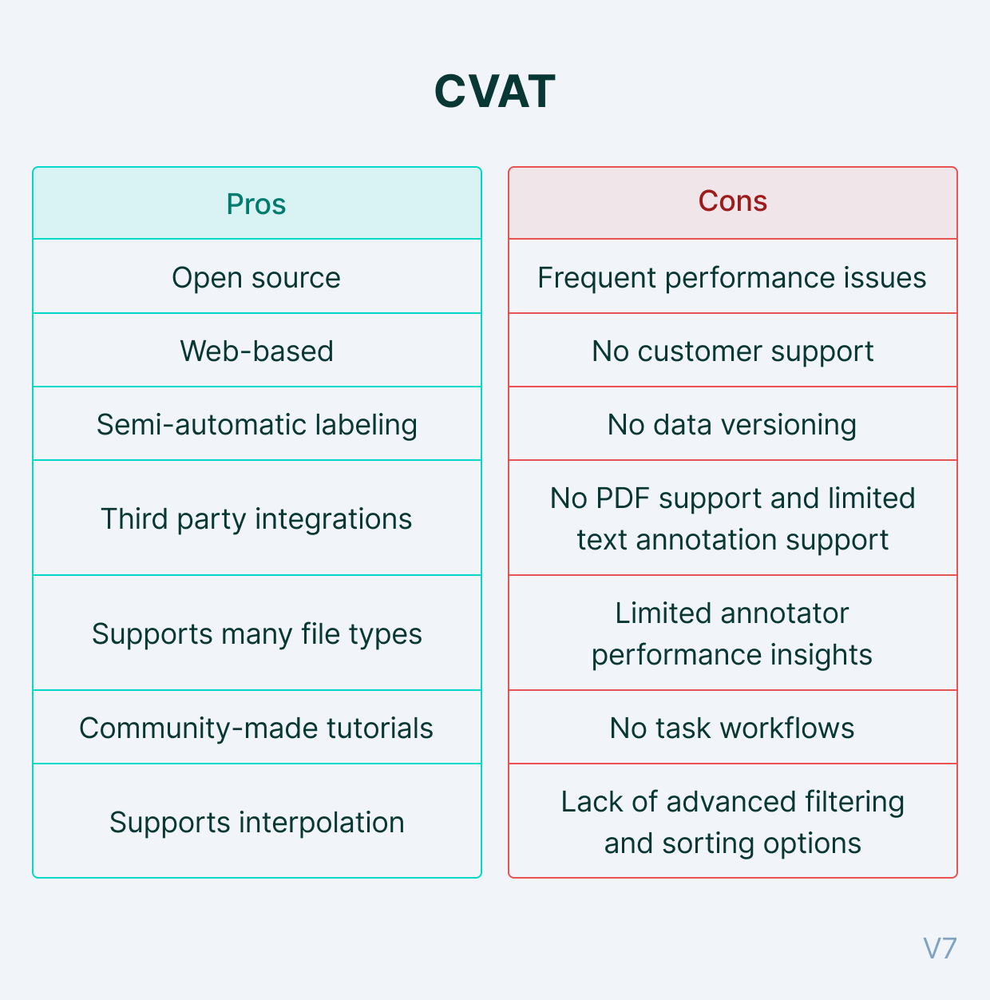 CVAT
Pros
Open source
Web-based
Semi-automatic labeling
Third party integrations
Supports many file types
Community-made tutorials
Supports interpolation
Cons
Frequent performance issues
No customer support
No data versioning
No PDF support and limited
text annotation support
Limited annotator
performance insights
No task workflows
Lack of advanced filtering
and sorting options
V7